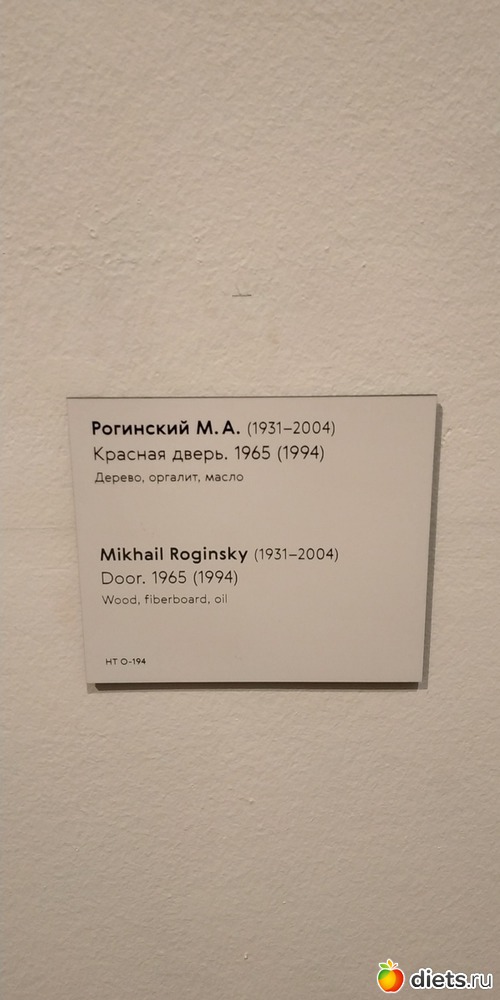 Рогинский М. А. (1931–2004)
Красная дверь. 1965 (1994)
Дерево, оргалит, масло
Mikhail Roginsky (1931–2004)
Door. 1965 (1994)
Wood, fiberboard, oil
НТ О-194
diets.ru